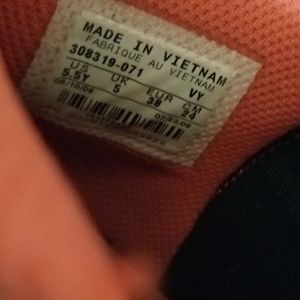 MADE IN VIETNAM
FABRIQUE AU VIETNAM
308319-071 VY
US UK EUR CM
5.5Y 5 38 24